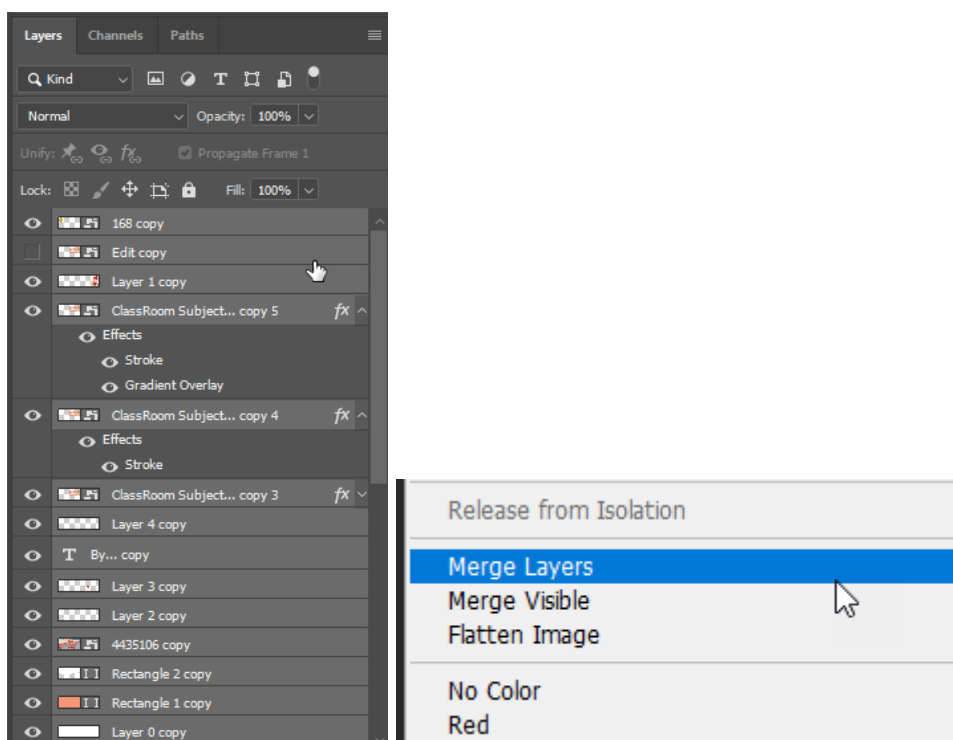 Layers Channels Paths
Kind T
Normal Opacity: 100%
Unify: fx Propagate Frame 1
Lock: Fill: 100%
168 copy
Edit copy
Layer 1 copy
ClassRoom Subject... copy 5 fx
Effects
Stroke
Gradient Overlay
ClassRoom Subject... copy 4 fx
Effects
Stroke
ClassRoom Subject... copy 3 fx
Layer 4 copy
T By... copy
Layer 3 copy
Layer 2 copy
4435106 copy
Rectangle 2 copy
Rectangle 1 copy
Layer 0 copy
Release from Isolation
Merge Layers
Merge Visible
Flatten Image
No Color
Red